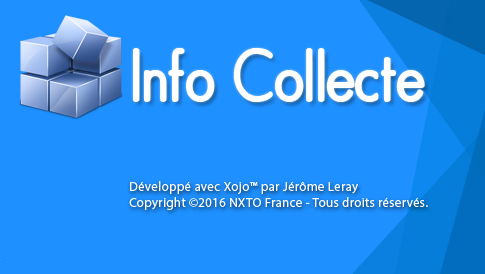 Info Collecte
Développé avec Xojo™ par Jérôme Leray
Copyright ©2016 NXTO France - Tous droits réservés.